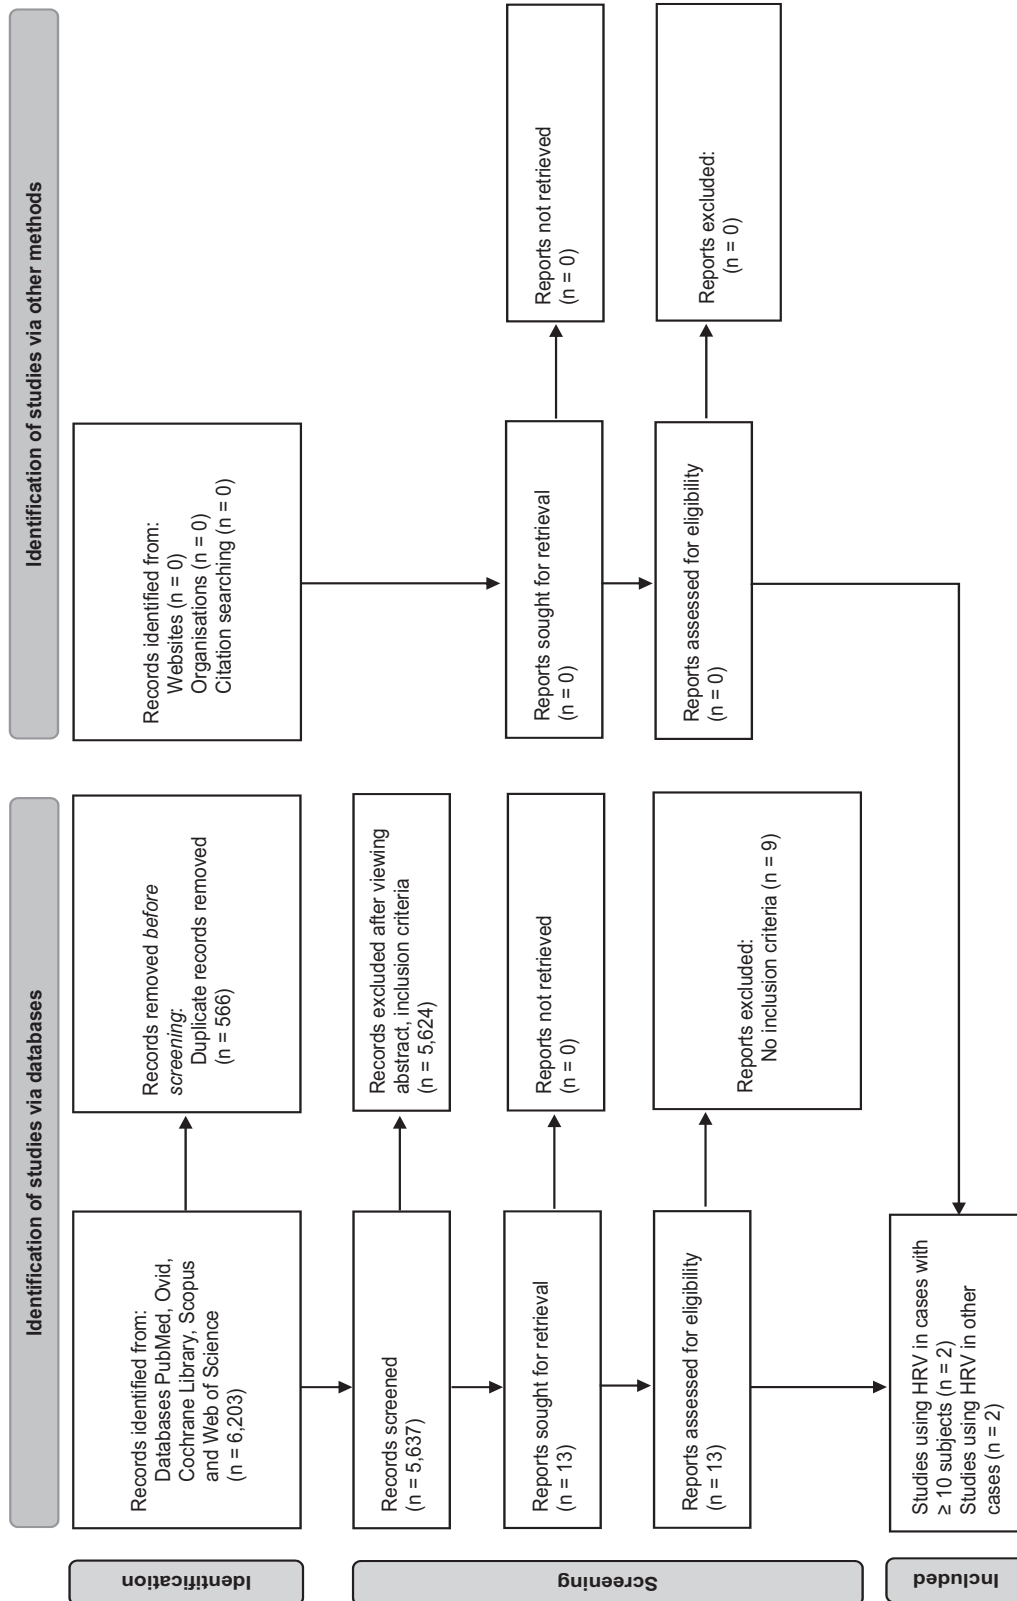 Identification of studies via databases
Identification of studies via other methods
Identification
Records identified from:
Databases PubMed, Ovid,
Cochrane Library, Scopus
and Web of Science
(n = 6,203)
Records removed before
screening:
Duplicate records removed
(n = 566)
Records identified from:
Websites (n = 0)
Organisations (n = 0)
Citation searching (n = 0)
Screening
Records screened
(n = 5,637)
Records excluded after viewing
abstract, inclusion criteria
(n = 5,624)
Reports sought for retrieval
(n = 13)
Reports not retrieved
(n = 0)
Reports sought for retrieval
(n = 0)
Reports not retrieved
(n = 0)
Reports assessed for eligibility
(n = 13)
Reports excluded:
No inclusion criteria (n = 9)
Reports assessed for eligibility
(n = 0)
Reports excluded:
(n = 0)
Included
Studies using HRV in cases with
≥ 10 subjects (n = 2)
Studies using HRV in other
cases (n = 2)